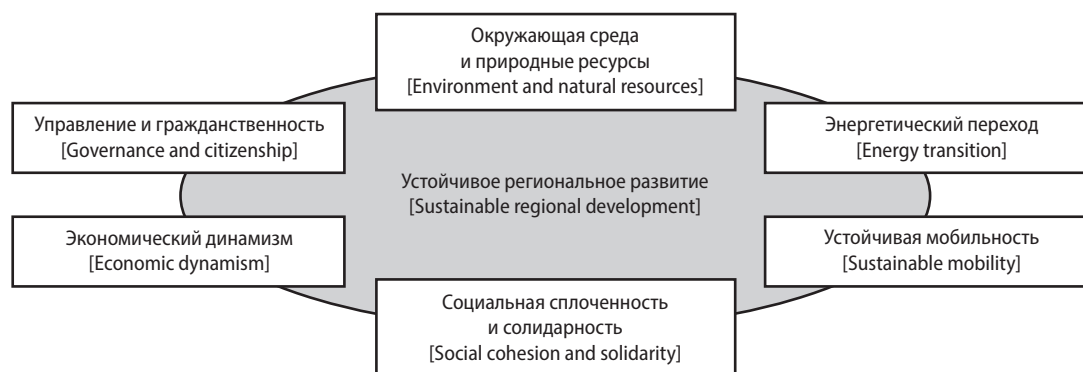 Окружающая среда
и природные ресурсы
[Environment and natural resources]
Управление и гражданственность
[Governance and citizenship]
Энергетический переход
[Energy transition]
Устойчивое региональное развитие
[Sustainable regional development]
Экономический динамизм
[Economic dynamism]
Устойчивая мобильность
[Sustainable mobility]
Социальная сплоченность
и солидарность
[Social cohesion and solidarity]